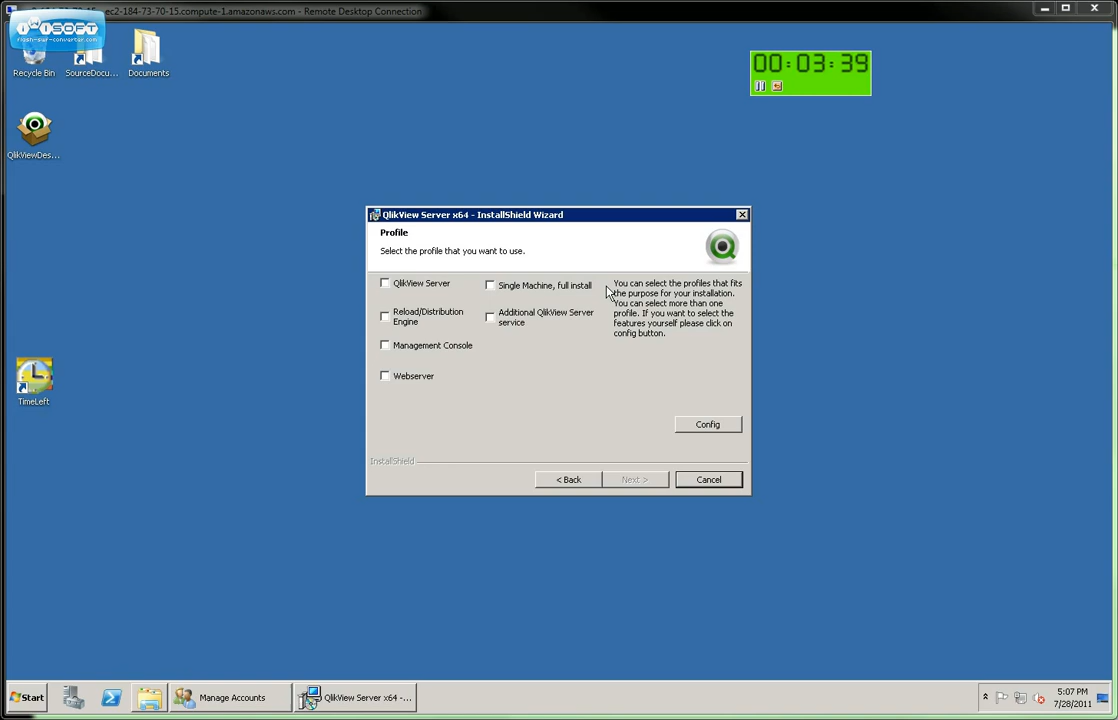 ec2-184-73-70-15.compute-1.amazonaws.com - Remote Desktop Connection
SOFT
flash-swf-converter.com
Recycle Bin
SourceDocu...
Documents
00:03:39
QlikViewDes...
QlikView Server x64 - InstallShield Wizard
Profile
Select the profile that you want to use.
QlikView Server
Single Machine, full install
You can select the profiles that fits
the purpose for your installation.
You can select more than one
profile. If you want to select the
features yourself please click on
config button.
Reload/Distribution
Engine
Additional QlikView Server
service
Management Console
Webserver
TimeLeft
Config
InstallShield
< Back
Next >
Cancel
Start
Manage Accounts
QlikView Server x64 -...
5:07 PM
7/28/2011